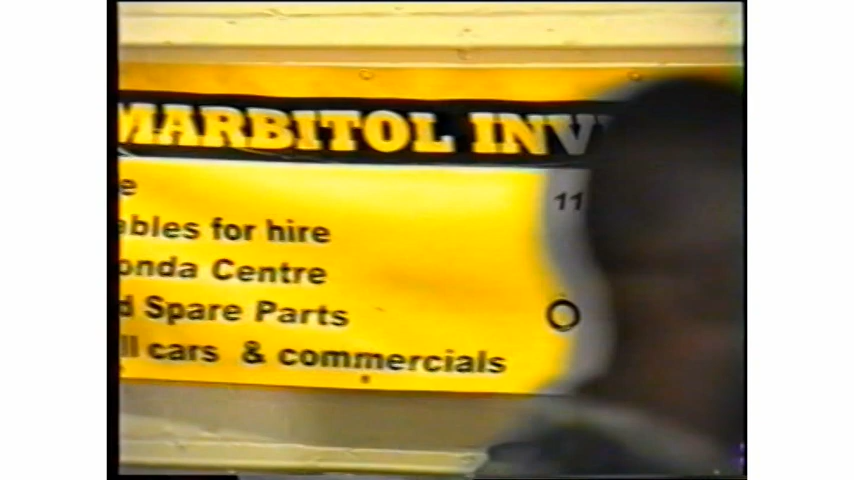 MARBITOL INV
e
11
ables for hire
onda Centre
d Spare Parts
ll cars & commercials